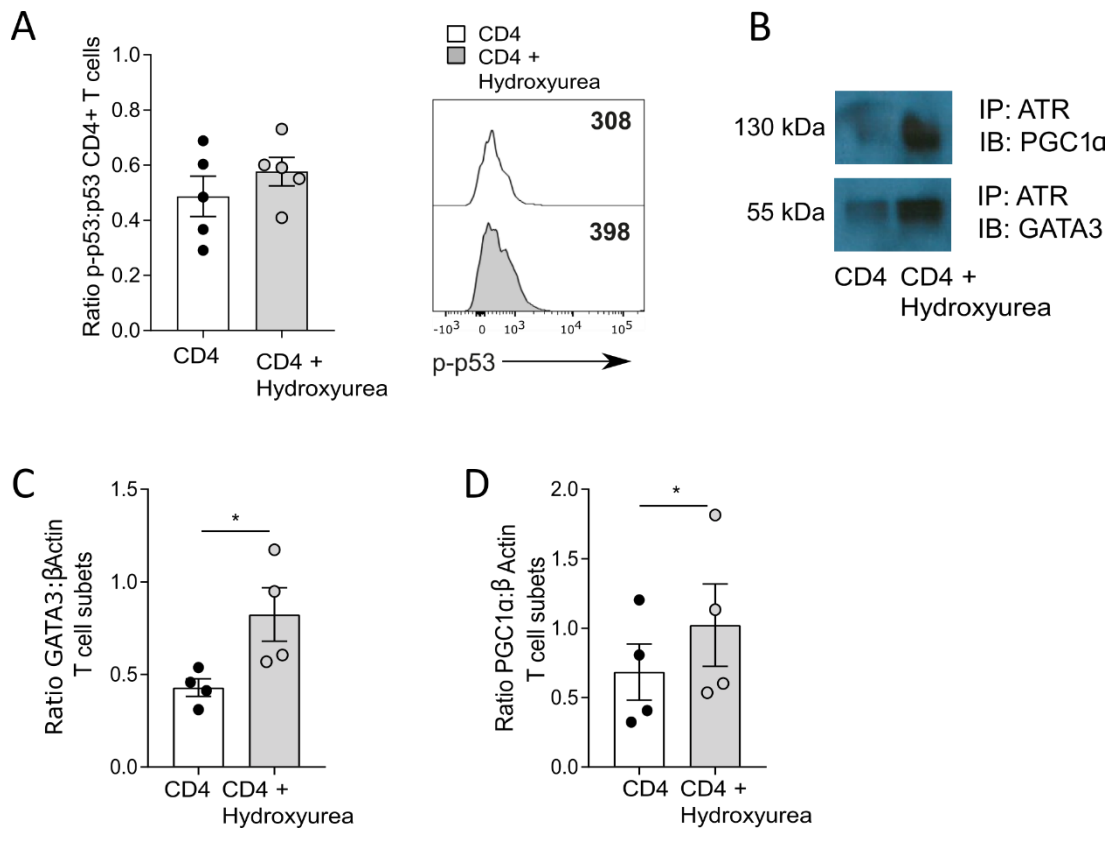 A
Ratio p-p53:p53 CD4+ T cells
1.0
0.8
0.6
0.4
0.2
0.0
CD4
CD4 +
Hydroxyurea
CD4
CD4 +
Hydroxyurea
308
398
-10³ 0 10³ 10⁴ 10⁵
p-p53
B
130 kDa
IP: ATR
IB: PGC1α
55 kDa
IP: ATR
IB: GATA3
CD4 CD4 +
Hydroxyurea
C
Ratio GATA3:βActin
T cell subets
1.5
1.0
0.5
0.0
*
CD4 CD4 +
Hydroxyurea
D
Ratio PGC1α:β Actin
T cell subets
2.0
1.5
1.0
0.5
0.0
*
CD4 CD4 +
Hydroxyurea